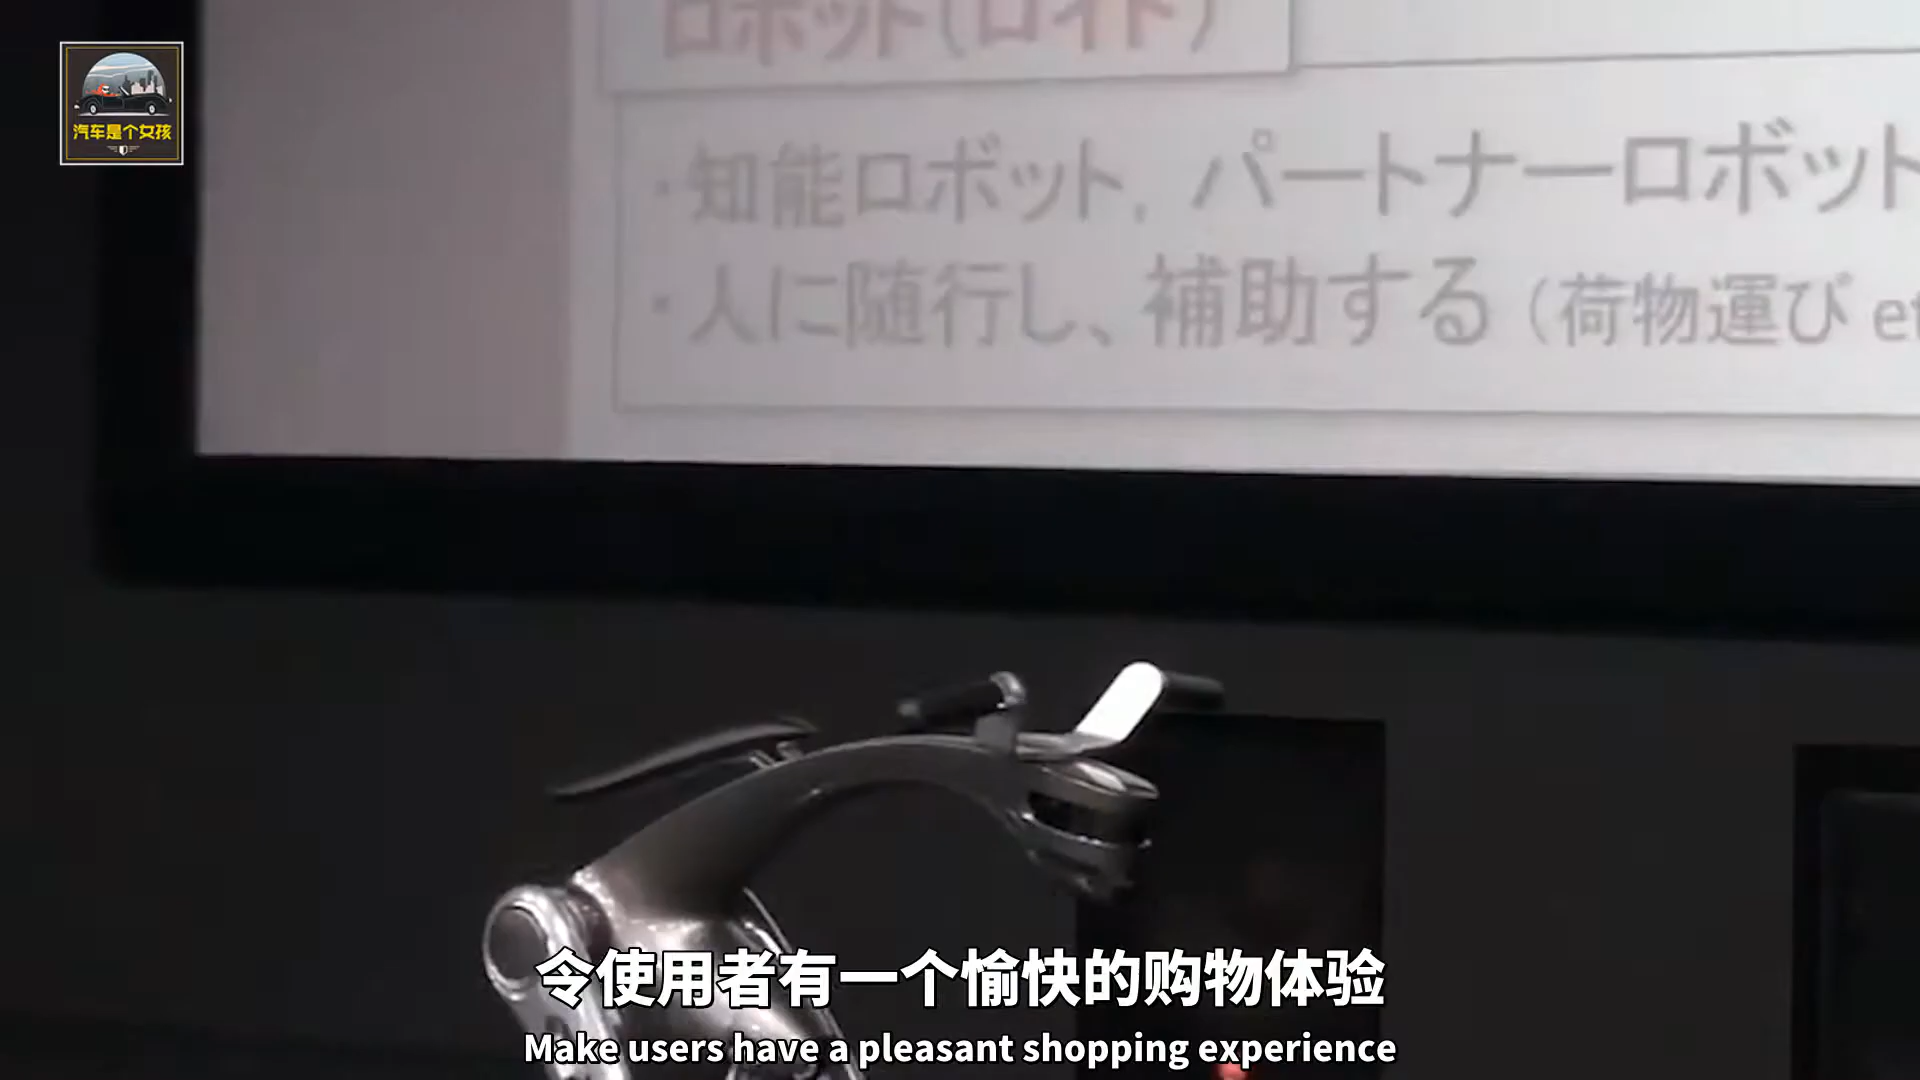 ロボット(ロイド)
汽车是个女孩
・知能ロボット, パートナーロボット
・人に随行し、補助する (荷物運び
令使用者有一个愉快的购物体验
Make users have a pleasant shopping experience